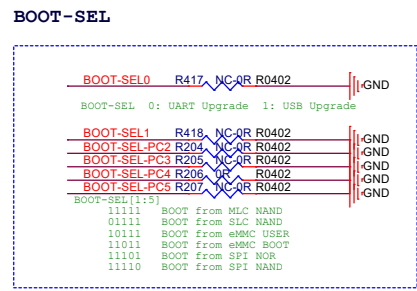 BOOT-SEL
BOOT-SEL0 R417 NC-0R R0402 GND
BOOT-SEL 0: UART Upgrade 1: USB Upgrade
BOOT-SEL1 R418 NC-0R R0402 GND
BOOT-SEL-PC2 R204 NC-0R R0402 GND
BOOT-SEL-PC3 R205 NC-0R R0402 GND
BOOT-SEL-PC4 R206 0R R0402 GND
BOOT-SEL-PC5 R207 NC-0R R0402 GND
BOOT-SEL[1:5]
11111 BOOT from MLC NAND
01111 BOOT from SLC NAND
10111 BOOT from eMMC USER
11011 BOOT from eMMC BOOT
11101 BOOT from SPI NOR
11110 BOOT from SPI NAND